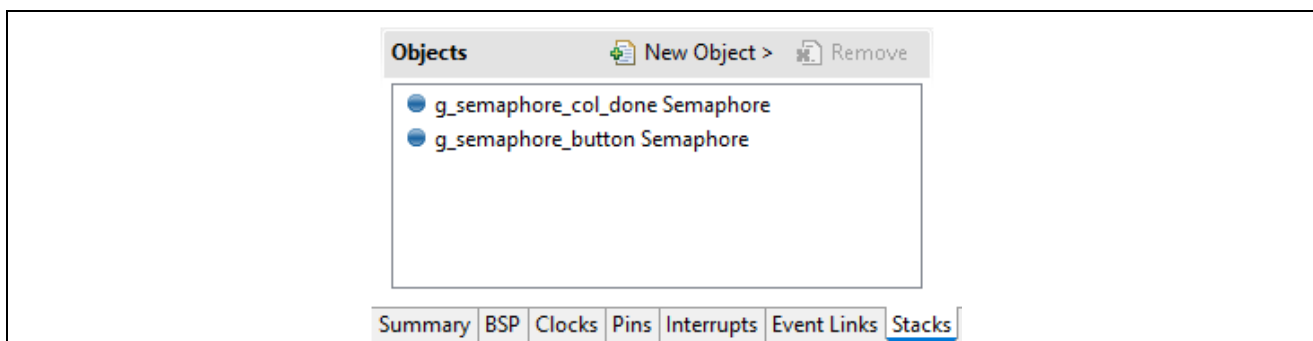 Objects New Object > Remove
g_semaphore_col_done Semaphore
g_semaphore_button Semaphore
Summary BSP Clocks Pins Interrupts Event Links Stacks